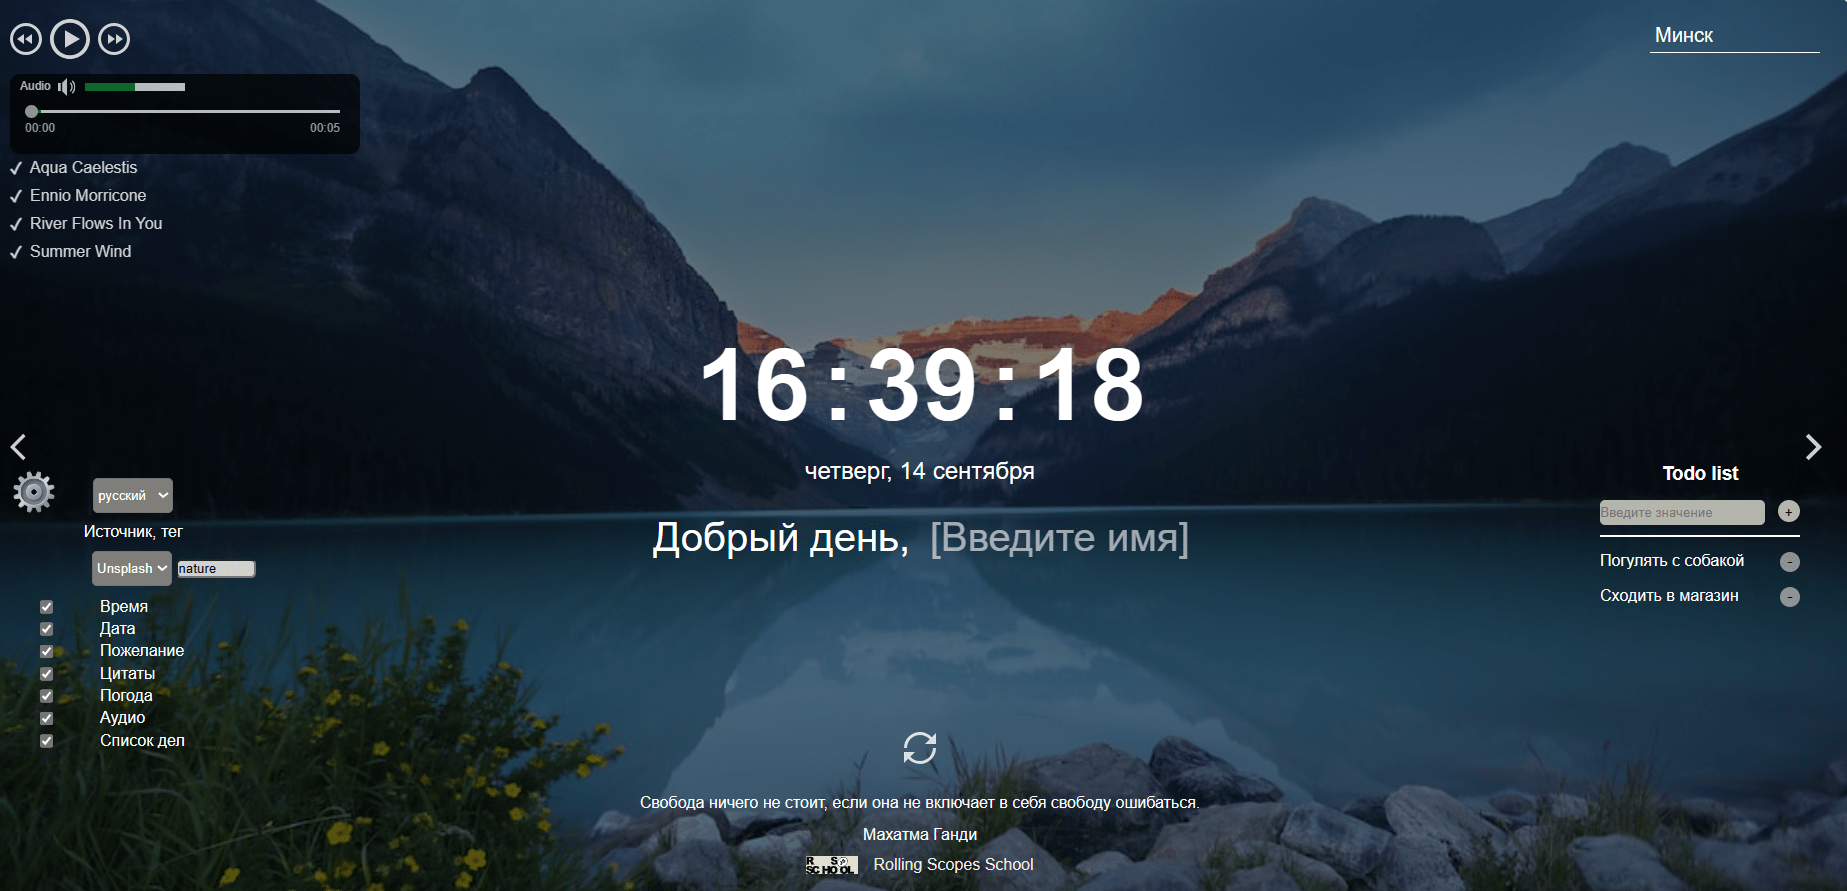 Минск
Audio
00:00 00:05
Aqua Caelestis
Ennio Morricone
River Flows In You
Summer Wind
16:39:18
четверг, 14 сентября
Добрый день, [Введите имя]
русский
Источник, тег
Unsplash nature
Время
Дата
Пожелание
Цитаты
Погода
Аудио
Список дел
Todo list
Введите значение +
Погулять с собакой -
Сходить в магазин -
Свобода ничего не стоит, если она не включает в себя свободу ошибаться.
Махатма Ганди
RS
SCHOOL
Rolling Scopes School